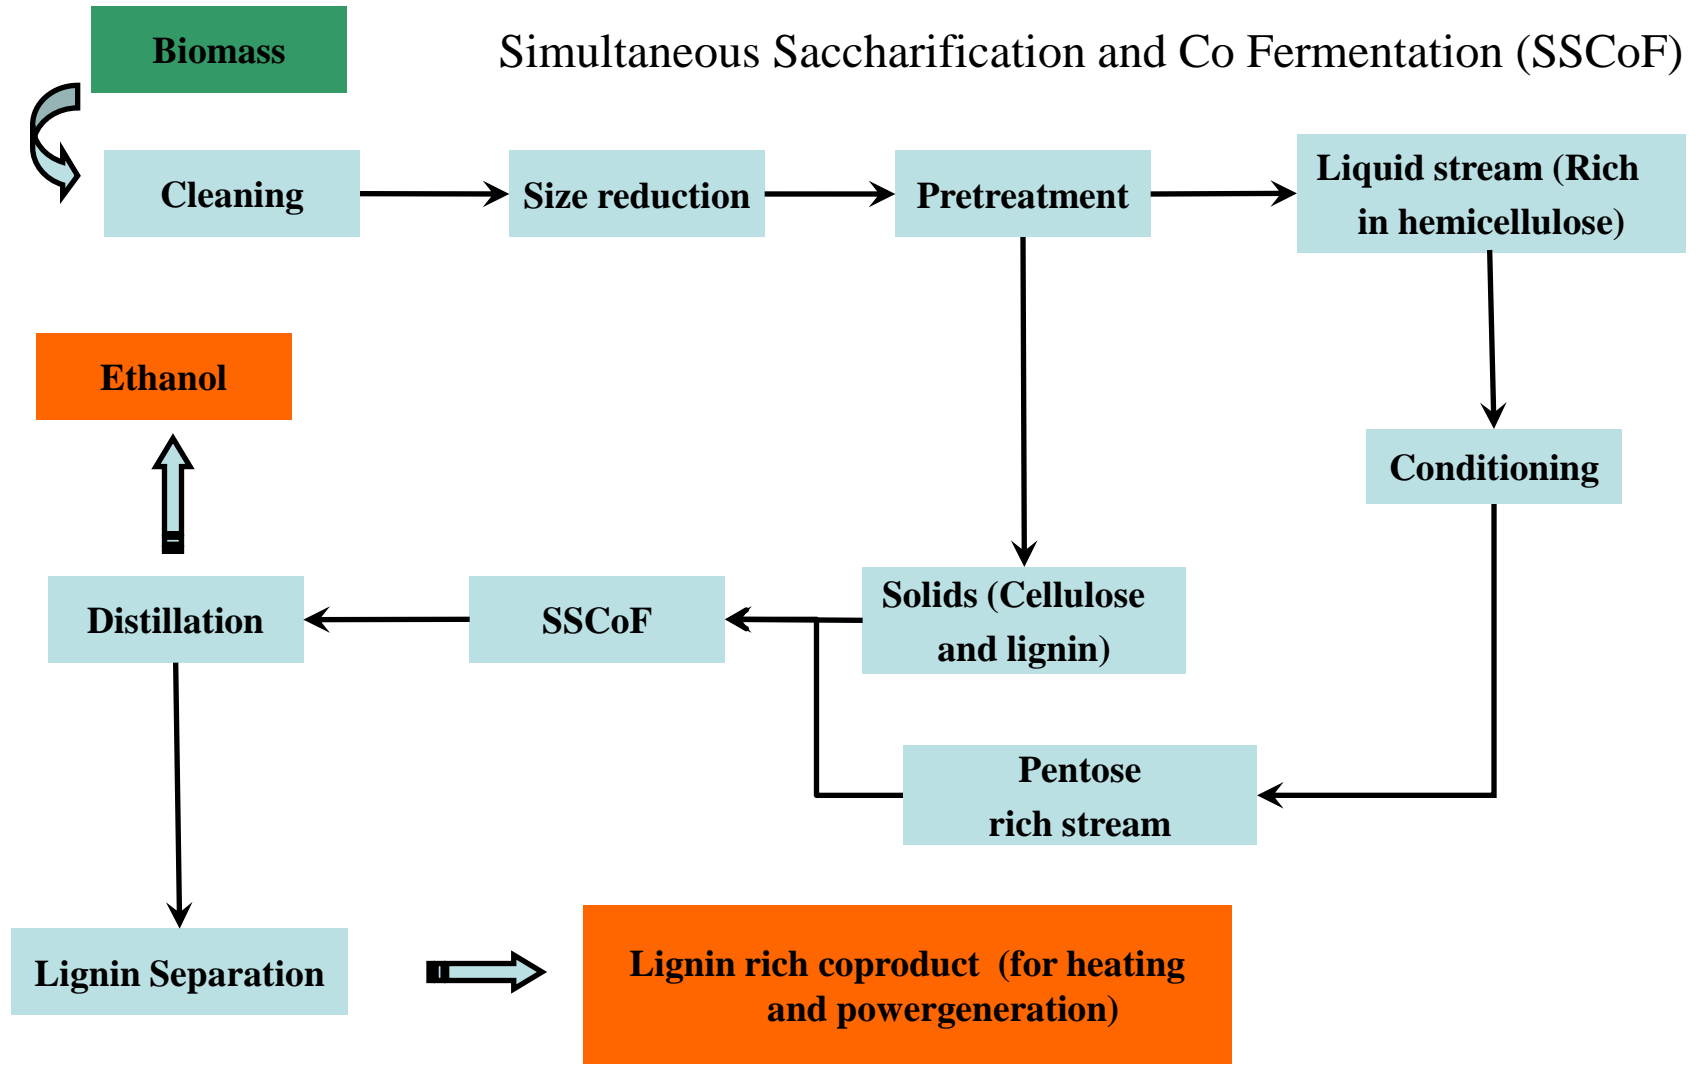 Biomass
Simultaneous Saccharification and Co Fermentation (SSCoF)
Cleaning
Size reduction
Pretreatment
Liquid stream (Rich
in hemicellulose)
Ethanol
Conditioning
Distillation
SSCoF
Solids (Cellulose
and lignin)
Pentose
rich stream
Lignin Separation
Lignin rich coproduct (for heating
and powergeneration)